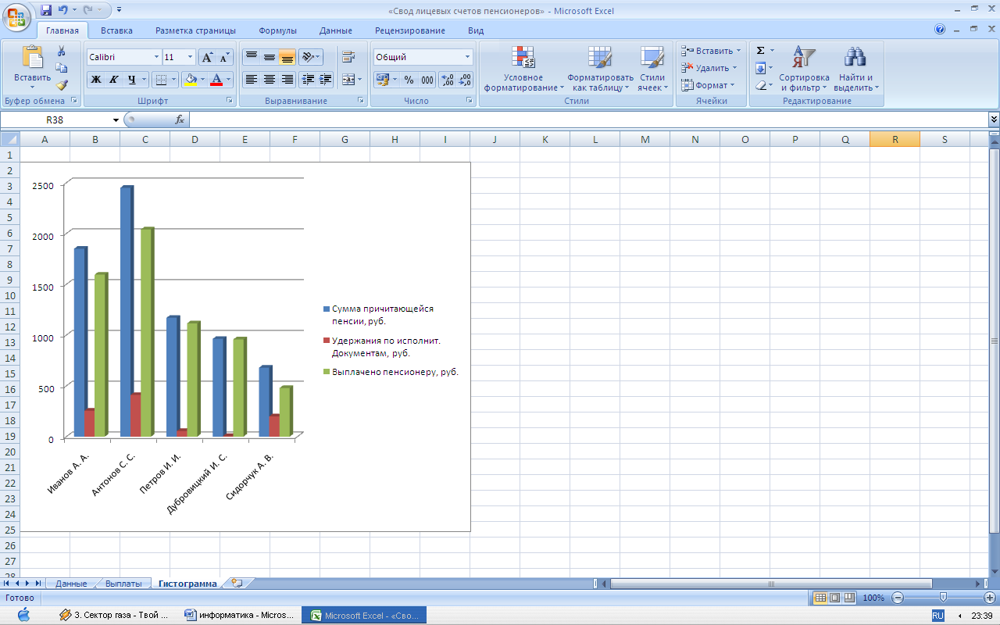 «Свод лицевых счетов пенсионеров» - Microsoft Excel
Главная Вставка Разметка страницы Формулы Данные Рецензирование Вид
Вставить
Буфер обмена
Calibri 11
Ж К Ч А
Шрифт
Выравнивание
Общий
% 000
Число
Условное форматирование
Форматировать как таблицу
Стили ячеек
Стили
Вставить
Удалить
Формат
Ячейки
Сортировка и фильтр
Найти и выделить
Редактирование
R38 fx
A B C D E F G H I J K L M N O P Q R S
1
2
3
4
5
6
7
8
9
10
11
12
13
14
15
16
17
18
19
20
21
22
23
24
25
26
27
28
2500
2000
1500
1000
500
0
Иванов А. А.
Антонов С. С.
Петров И. И.
Дубровицкий И. С.
Сидорчук А. В.
Сумма причитающейся
пенсии, руб.
Удержания по исполнит.
Документам, руб.
Выплачено пенсионеру, руб.
Данные Выплаты Гистограмма
Готово 100%
3. Сектор газа - Твой ... информатика - Micros... Microsoft Excel - «Сво... RU 23:39